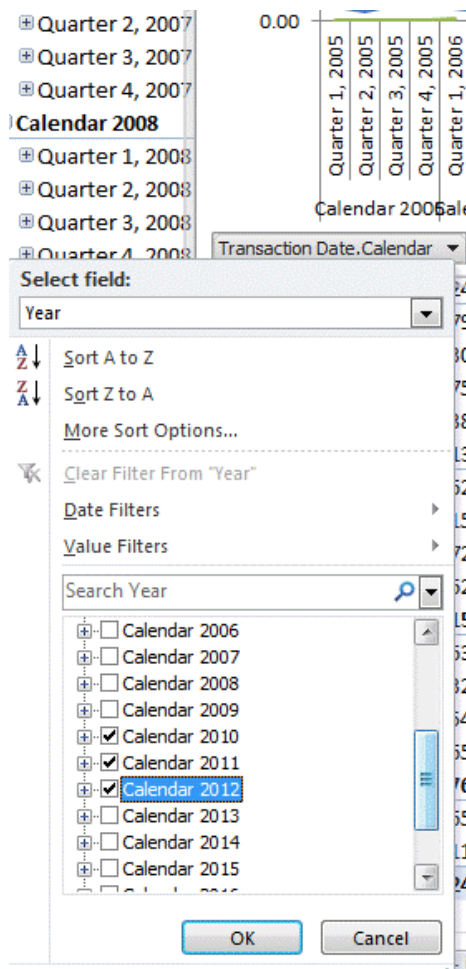 Quarter 2, 2007
Quarter 3, 2007
Quarter 4, 2007
Calendar 2008
Quarter 1, 2008
Quarter 2, 2008
Quarter 3, 2008
Quarter 4, 2008
0.00
Quarter 1, 2005
Quarter 2, 2005
Quarter 3, 2005
Quarter 4, 2005
Quarter 1, 2006
Calendar 2005
Transaction Date.Calendar
Select field:
Year
Sort A to Z
Sort Z to A
More Sort Options...
Clear Filter From "Year"
Date Filters
Value Filters
Search Year
Calendar 2006
Calendar 2007
Calendar 2008
Calendar 2009
Calendar 2010
Calendar 2011
Calendar 2012
Calendar 2013
Calendar 2014
Calendar 2015
OK
Cancel